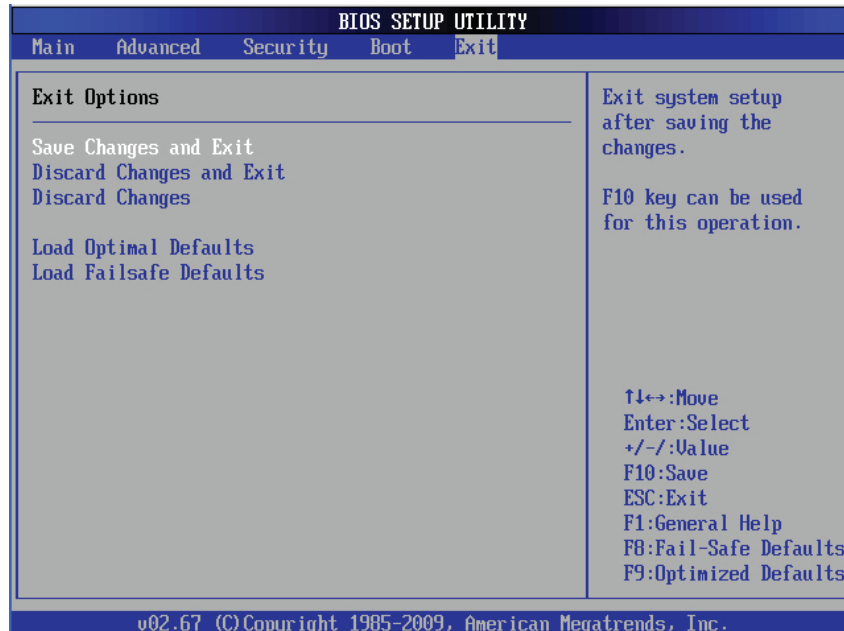 BIOS SETUP UTILITY
Main Advanced Security Boot Exit
Exit Options
Save Changes and Exit
Discard Changes and Exit
Discard Changes
Load Optimal Defaults
Load Failsafe Defaults
Exit system setup
after saving the
changes.
F10 key can be used
for this operation.
↑↓←→:Move
Enter:Select
+/-/:Value
F10:Save
ESC:Exit
F1:General Help
F8:Fail-Safe Defaults
F9:Optimized Defaults
v02.67 (C)Copyright 1985-2009, American Megatrends, Inc.